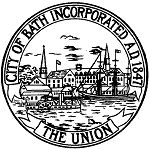 CITY OF BATH INCORPORATED A.D. 1847
THE UNION